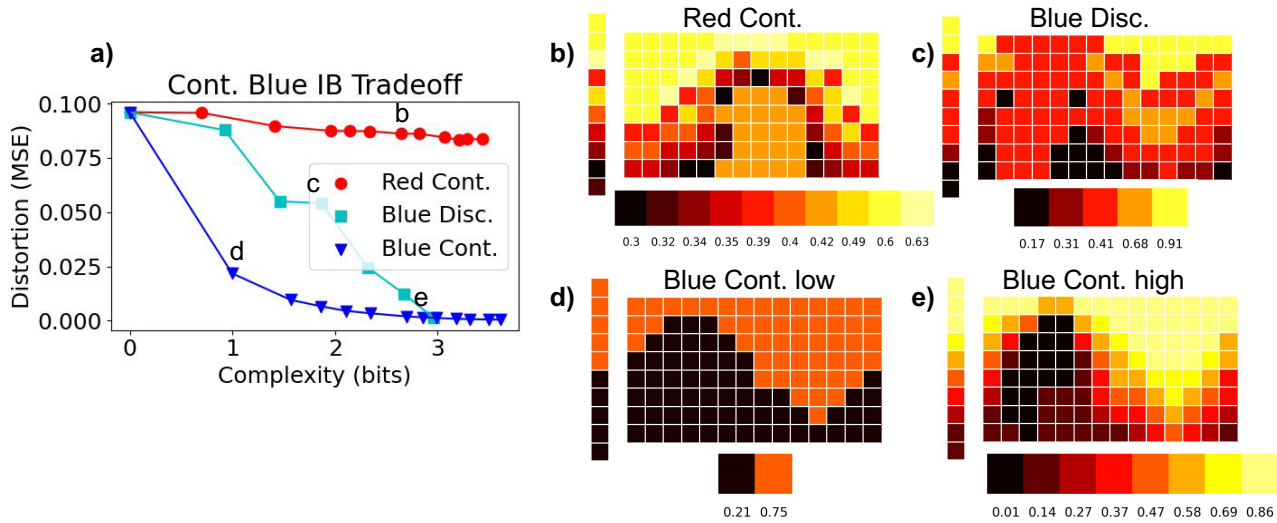 a)
Cont. Blue IB Tradeoff
Distortion (MSE)
0.100
0.075
0.050
0.025
0.000
b
c
d
e
Red Cont.
Blue Disc.
Blue Cont.
0 1 2 3
Complexity (bits)
b)
Red Cont.
0.3 0.32 0.34 0.35 0.39 0.4 0.42 0.49 0.6 0.63
c)
Blue Disc.
0.17 0.31 0.41 0.68 0.91
d)
Blue Cont. low
0.21 0.75
e)
Blue Cont. high
0.01 0.14 0.27 0.37 0.47 0.58 0.69 0.86